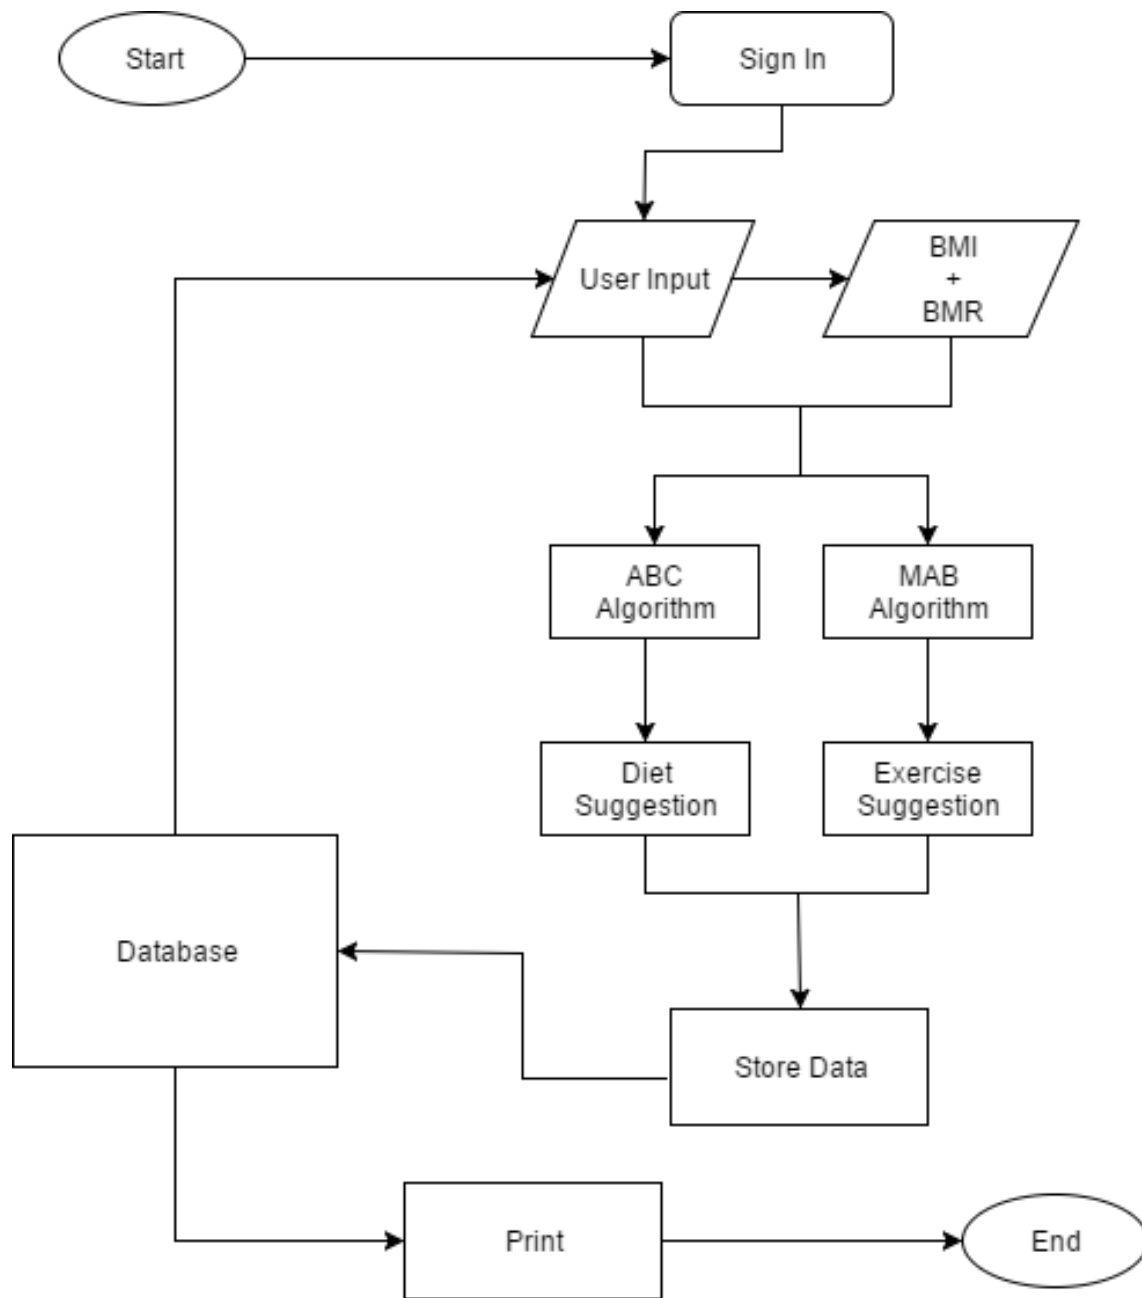 Start
Sign In
User Input
BMI
+
BMR
ABC
Algorithm
MAB
Algorithm
Diet
Suggestion
Exercise
Suggestion
Database
Store Data
Print
End